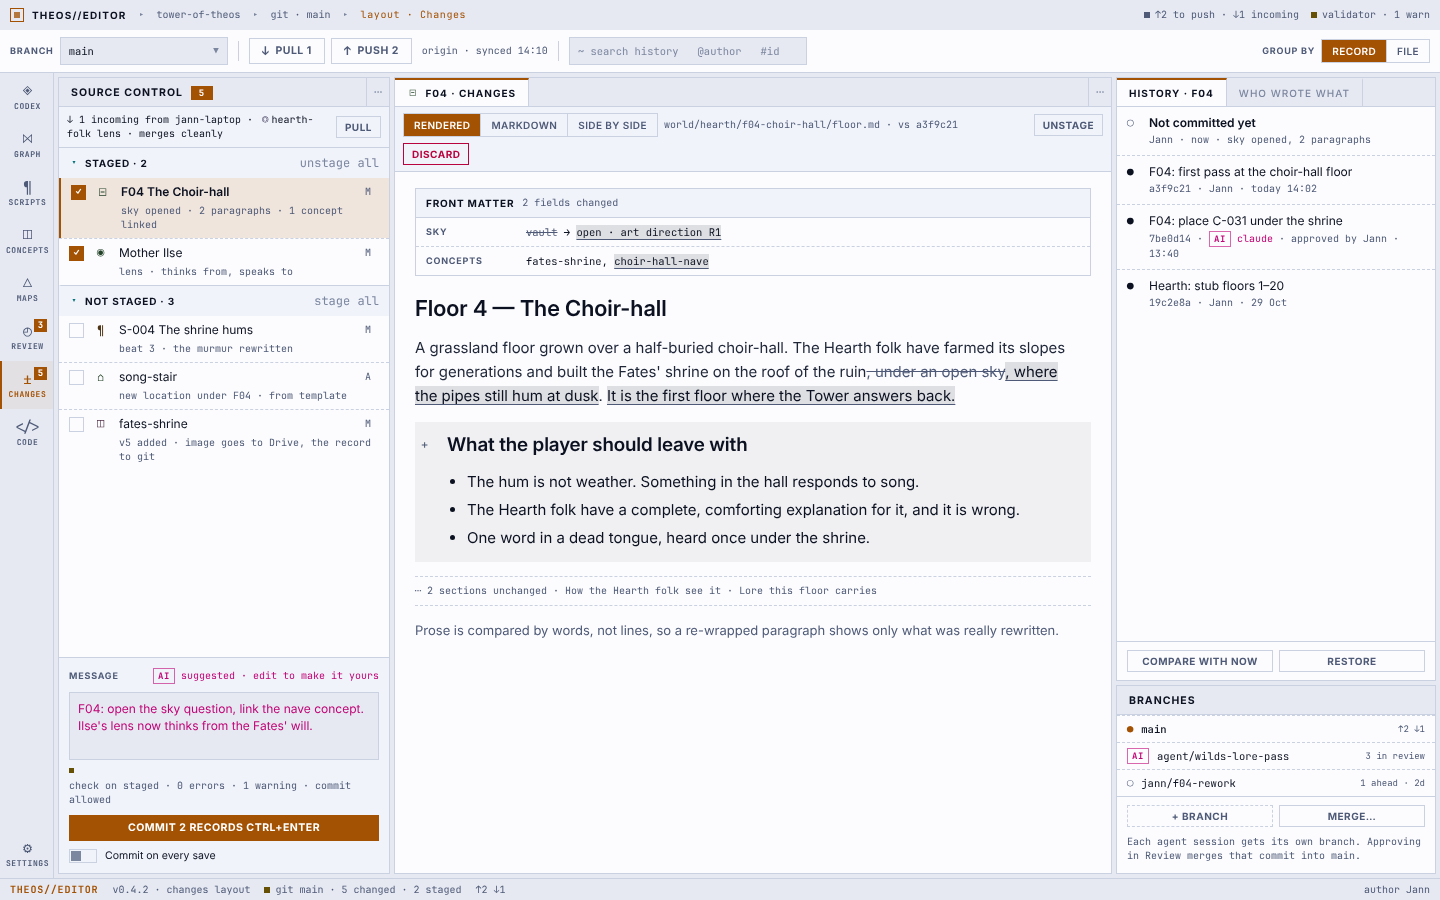 THEOS//EDITOR ‣ tower-of-theos ‣ git · main ‣ layout · Changes
↑2 to push · ↓1 incoming validator · 1 warn
BRANCH main ▼ ↓ PULL 1 ↑ PUSH 2 origin · synced 14:10 ~ search history @author #id GROUP BY RECORD FILE
CODEX
GRAPH
¶
SCRIPTS
CONCEPTS
MAPS
3
REVIEW
± 5
CHANGES
</>
CODE
SETTINGS
SOURCE CONTROL 5 ···
↓ 1 incoming from jann-laptop · hearth-
folk lens · merges cleanly
PULL
STAGED · 2 unstage all
F04 The Choir-hall M
sky opened · 2 paragraphs · 1 concept
linked
Mother Ilse M
lens · thinks from, speaks to
NOT STAGED · 3 stage all
¶ S-004 The shrine hums M
beat 3 · the murmur rewritten
song-stair A
new location under F04 · from template
fates-shrine M
v5 added · image goes to Drive, the record
to git
MESSAGE AI suggested · edit to make it yours
F04: open the sky question, link the nave concept.
Ilse's lens now thinks from the Fates' will.
check on staged · 0 errors · 1 warning · commit
allowed
COMMIT 2 RECORDS CTRL+ENTER
Commit on every save
F04 · CHANGES ···
RENDERED MARKDOWN SIDE BY SIDE world/hearth/f04-choir-hall/floor.md · vs a3f9c21 UNSTAGE
DISCARD
FRONT MATTER 2 fields changed
SKY vault → open · art direction R1
CONCEPTS fates-shrine, choir-hall-nave
Floor 4 — The Choir-hall
A grassland floor grown over a half-buried choir-hall. The Hearth folk have farmed its slopes
for generations and built the Fates' shrine on the roof of the ruin, under an open sky, where
the pipes still hum at dusk. It is the first floor where the Tower answers back.
+ What the player should leave with
• The hum is not weather. Something in the hall responds to song.
• The Hearth folk have a complete, comforting explanation for it, and it is wrong.
• One word in a dead tongue, heard once under the shrine.
··· 2 sections unchanged · How the Hearth folk see it · Lore this floor carries
Prose is compared by words, not lines, so a re-wrapped paragraph shows only what was really rewritten.
HISTORY · F04 WHO WROTE WHAT
Not committed yet
Jann · now · sky opened, 2 paragraphs
F04: first pass at the choir-hall floor
a3f9c21 · Jann · today 14:02
F04: place C-031 under the shrine
7be0d14 · AI claude · approved by Jann ·
13:40
Hearth: stub floors 1–20
19c2e8a · Jann · 29 Oct
COMPARE WITH NOW RESTORE
BRANCHES
main ↑2 ↓1
AI agent/wilds-lore-pass 3 in review
jann/f04-rework 1 ahead · 2d
+ BRANCH MERGE…
Each agent session gets its own branch. Approving
in Review merges that commit into main.
THEOS//EDITOR v0.4.2 · changes layout git main · 5 changed · 2 staged ↑2 ↓1 author Jann